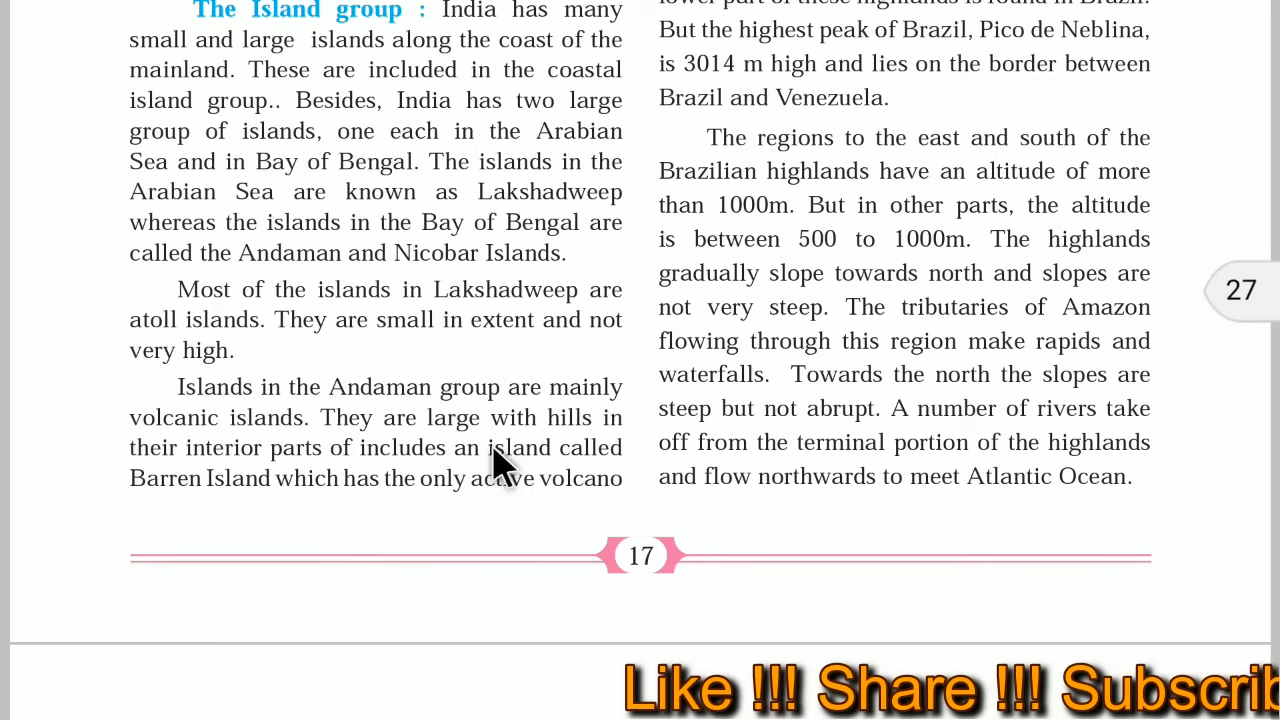 The Island group : India has many
small and large islands along the coast of the
mainland. These are included in the coastal
island group.. Besides, India has two large
group of islands, one each in the Arabian
Sea and in Bay of Bengal. The islands in the
Arabian Sea are known as Lakshadweep
whereas the islands in the Bay of Bengal are
called the Andaman and Nicobar Islands.
Most of the islands in Lakshadweep are
atoll islands. They are small in extent and not
very high.
Islands in the Andaman group are mainly
volcanic islands. They are large with hills in
their interior parts of includes an island called
Barren Island which has the only active volcano
lower part of these highlands is found in Brazil.
But the highest peak of Brazil, Pico de Neblina,
is 3014 m high and lies on the border between
Brazil and Venezuela.
The regions to the east and south of the
Brazilian highlands have an altitude of more
than 1000m. But in other parts, the altitude
is between 500 to 1000m. The highlands
gradually slope towards north and slopes are
not very steep. The tributaries of Amazon
flowing through this region make rapids and
waterfalls. Towards the north the slopes are
steep but not abrupt. A number of rivers take
off from the terminal portion of the highlands
and flow northwards to meet Atlantic Ocean.
27
17
Like !!! Share !!! Subscrib